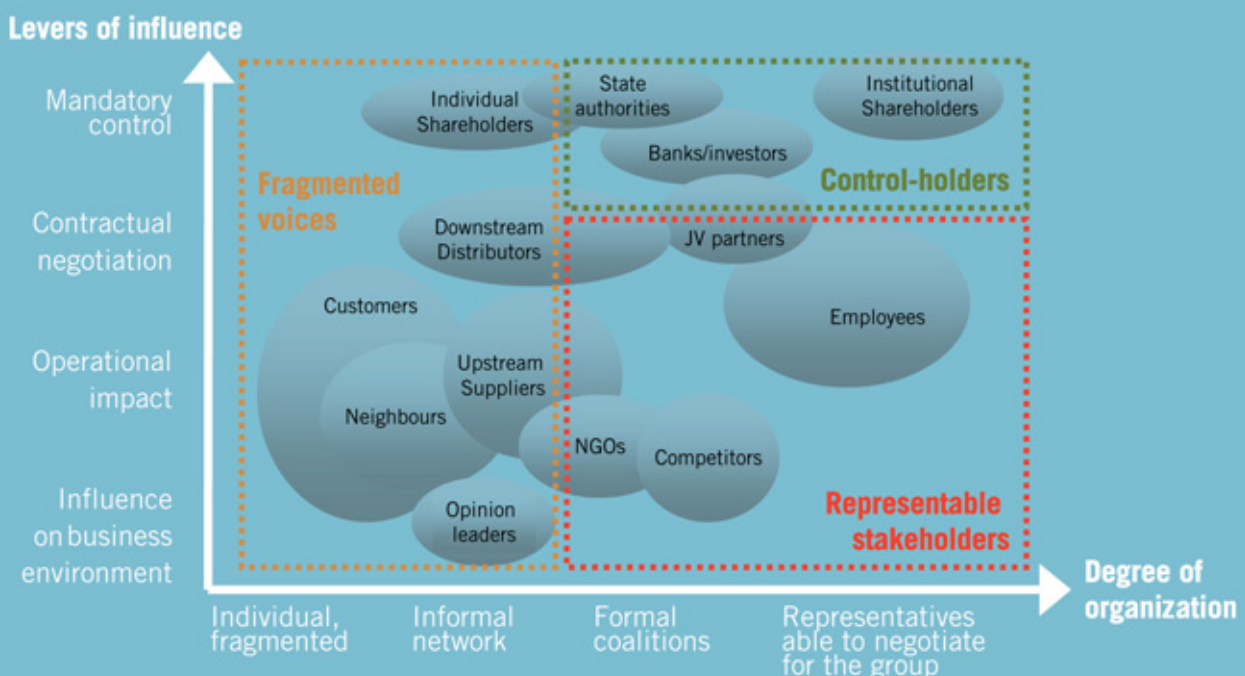 Levers of influence
Mandatory
control
Contractual
negotiation
Operational
impact
Influence
on business
environment
Individual
Shareholders
State
authorities
Institutional
Shareholders
Banks/investors
Control-holders
Fragmented
voices
Downstream
Distributors
JV partners
Customers
Employees
Upstream
Suppliers
Neighbours
NGOs
Competitors
Opinion
leaders
Representable
stakeholders
Individual,
fragmented
Informal
network
Formal
coalitions
Representatives
able to negotiate
for the group
Degree of
organization